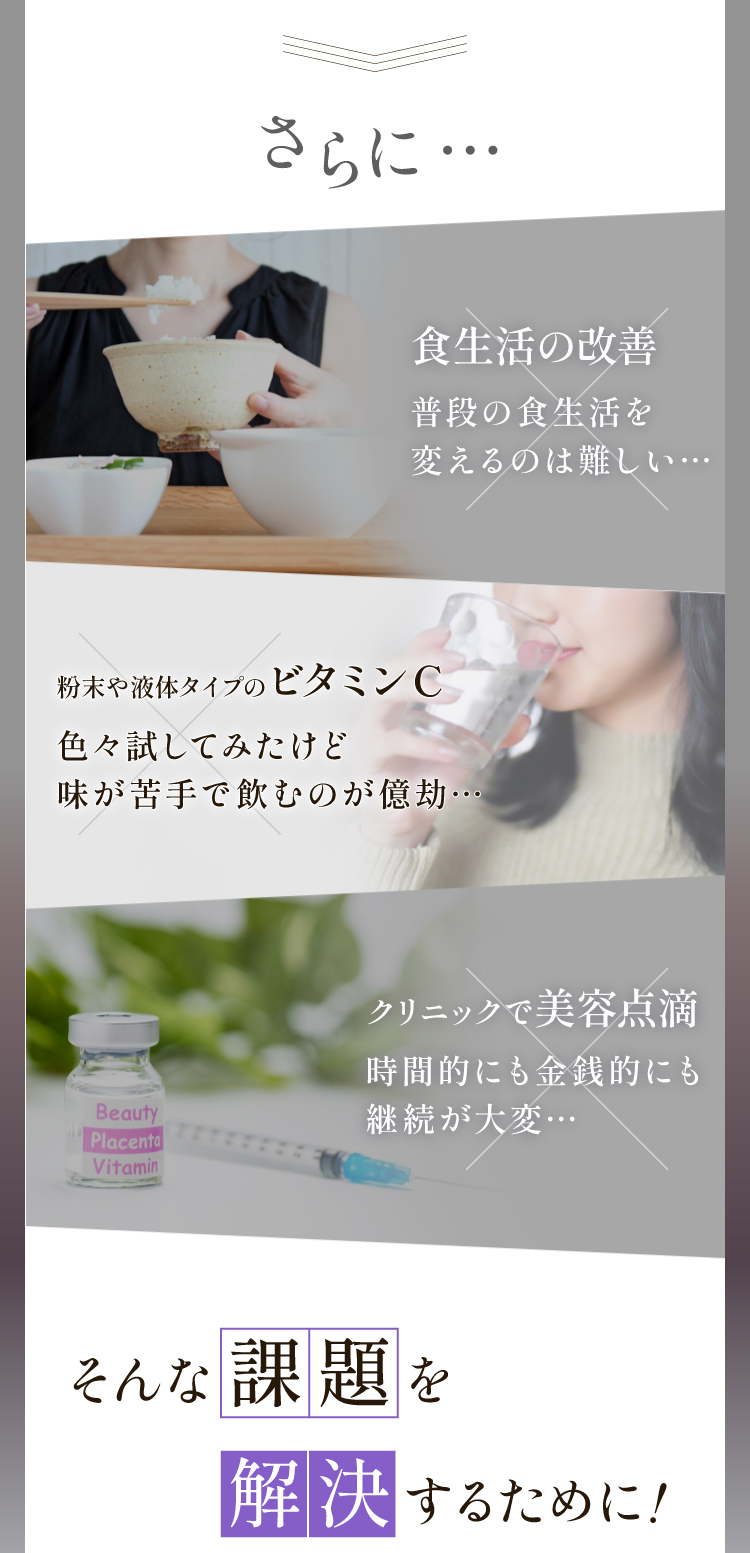 さらに…
食生活の改善
普段の食生活を
変えるのは難しい…
粉末や液体タイプのビタミンC
色々試してみたけど
味が苦手で飲むのが億劫…
クリニックで美容点滴
時間的にも金銭的にも
継続が大変…
Beauty
Placenta
Vitamin
そんな課題を
解決するために!